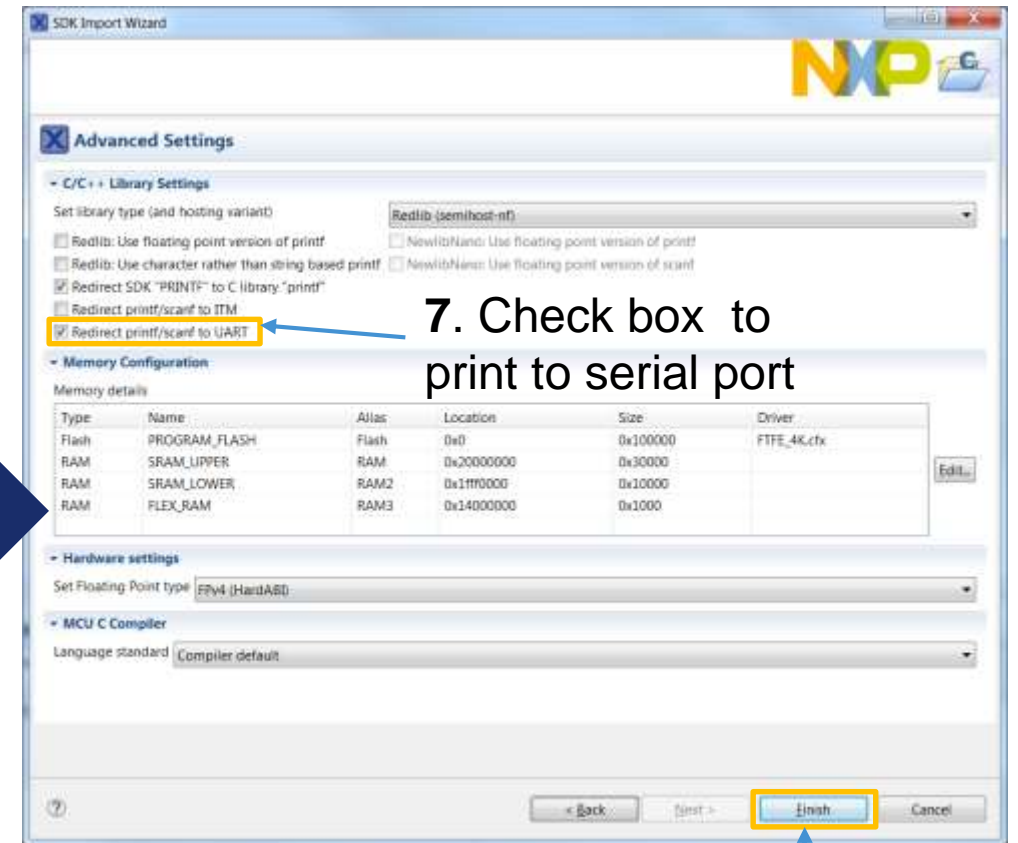 SDK Import Wizard
NXP
Advanced Settings
C/C++ Library Settings
Set library type (and hosting variant)
Redlib (semihost-nf)
Redlib: Use floating point version of printf
NewlibNano: Use floating point version of printf
Redlib: Use character rather than string based printf
NewlibNano: Use floating point version of scanf
Redirect SDK "PRINTF" to C library "printf"
Redirect printf/scanf to ITM
Redirect printf/scanf to UART
7. Check box to
print to serial port
Memory Configuration
Memory details
Type Name Alias Location Size Driver
Flash PROGRAM_FLASH Flash 0x0 0x100000 FTFE_4K.cfx
RAM SRAM_UPPER RAM 0x20000000 0x30000
RAM SRAM_LOWER RAM2 0x1fff0000 0x10000
RAM FLEX_RAM RAM3 0x14000000 0x1000
Edit...
Hardware settings
Set Floating Point type FPv4 (HardABI)
MCU C Compiler
Language standard Compiler default
?
< Back
Next >
Finish
Cancel